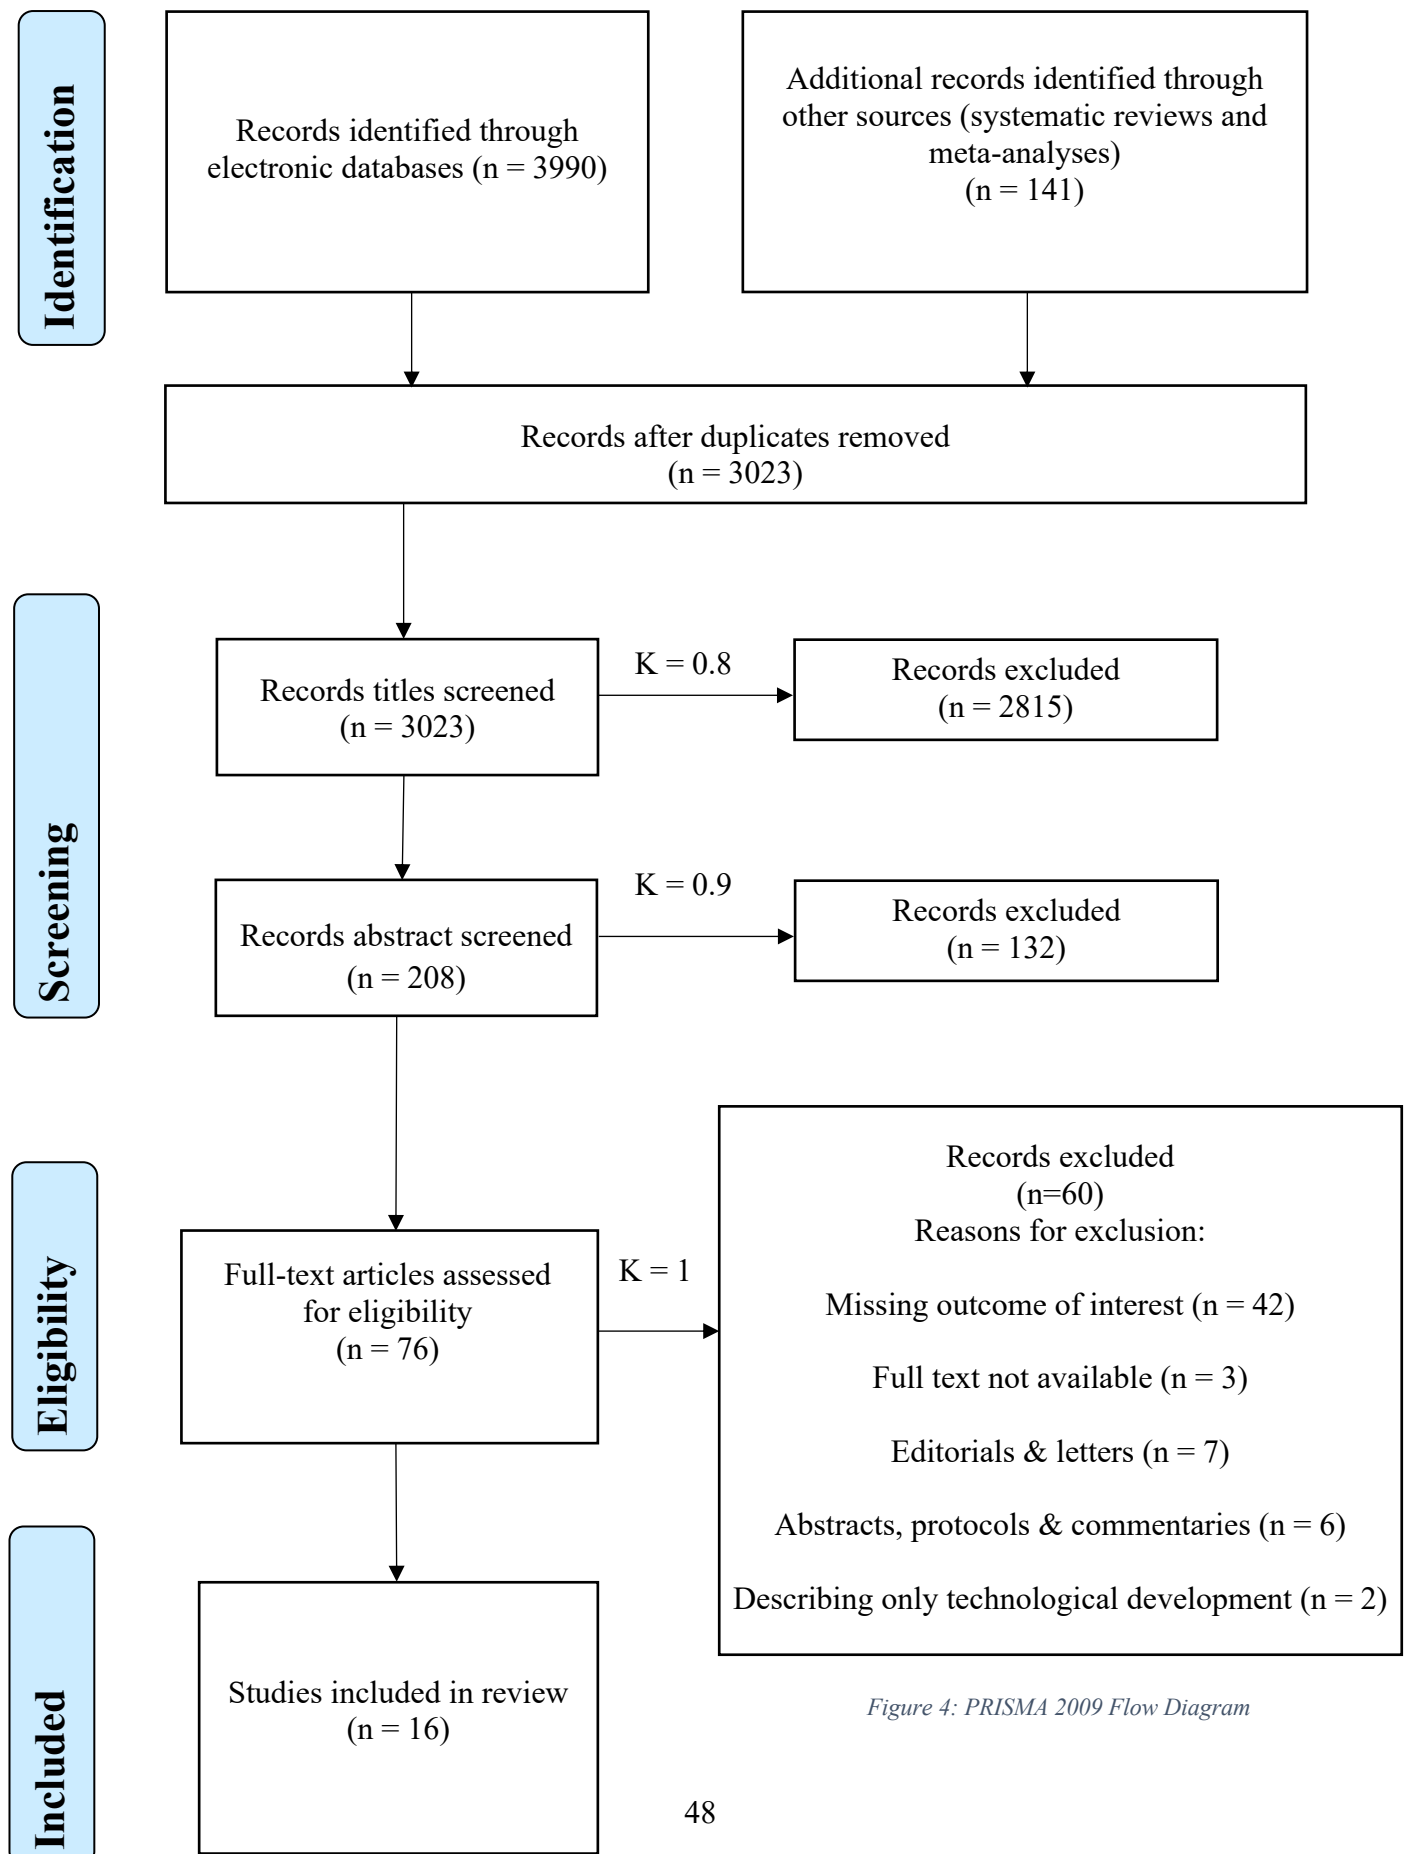 Identification
Records identified through
electronic databases (n = 3990)
Additional records identified through
other sources (systematic reviews and
meta-analyses)
(n = 141)
Records after duplicates removed
(n = 3023)
Screening
Records titles screened
(n = 3023)
K = 0.8
Records excluded
(n = 2815)
Records abstract screened
(n = 208)
K = 0.9
Records excluded
(n = 132)
Eligibility
Full-text articles assessed
for eligibility
(n = 76)
K = 1
Records excluded
(n=60)
Reasons for exclusion:
Missing outcome of interest (n = 42)
Full text not available (n = 3)
Editorials & letters (n = 7)
Abstracts, protocols & commentaries (n = 6)
Describing only technological development (n = 2)
Included
Studies included in review
(n = 16)
Figure 4: PRISMA 2009 Flow Diagram
48